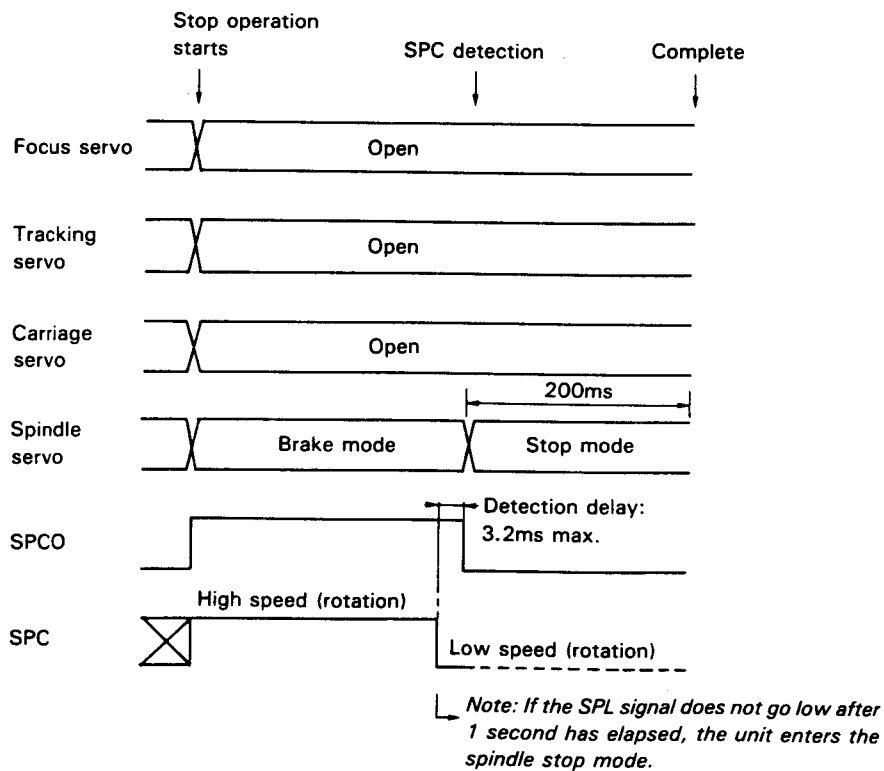 Stop operation
starts
SPC detection
Complete
Focus servo
Open
Tracking
servo
Open
Carriage
servo
Open
200ms
Spindle
servo
Brake mode
Stop mode
Detection delay:
3.2ms max.
SPCO
High speed (rotation)
SPC
Low speed (rotation)
Note: If the SPL signal does not go low after
1 second has elapsed, the unit enters the
spindle stop mode.